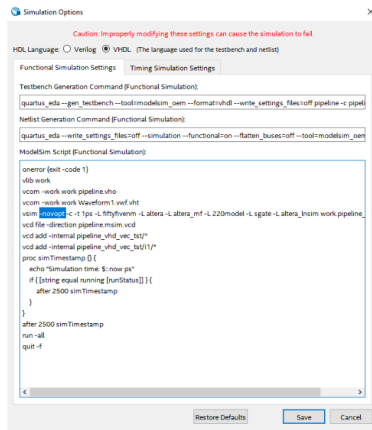 Simulation Options
Caution: Improperly modifying these settings can cause the simulation to fail
HDL Language: Verilog VHDL (The language used for the testbench and netlist)
Functional Simulation Settings Timing Simulation Settings
Testbench Generation Command (Functional Simulation):
quartus_eda --gen_testbench --tool=modelsim_oem --format=vhdl --write_settings_files=off pipeline -c pipeli
Netlist Generation Command (Functional Simulation):
quartus_eda --write_settings_files=off --simulation --functional=on --flatten_buses=off --tool=modelsim_oem
ModelSim Script (Functional Simulation):
onerror {exit -code 1}
vlib work
vcom -work work pipeline.vho
vcom -work work Waveform1.vwf.vht
vsim -novopt -c -t 1ps -L fiftyfivenm -L altera -L altera_mf -L 220model -L sgate -L altera_lnsim work.pipeline_
vcd file -direction pipeline.msim.vcd
vcd add -internal pipeline_vhd_vec_tst/*
vcd add -internal pipeline_vhd_vec_tst/i1/*
proc simTimestamp {} {
echo "Simulation time: $::now ps"
if { [string equal running [runStatus]] } {
after 2500 simTimestamp
}
}
after 2500 simTimestamp
run -all
quit -f
Restore Defaults Save Cancel